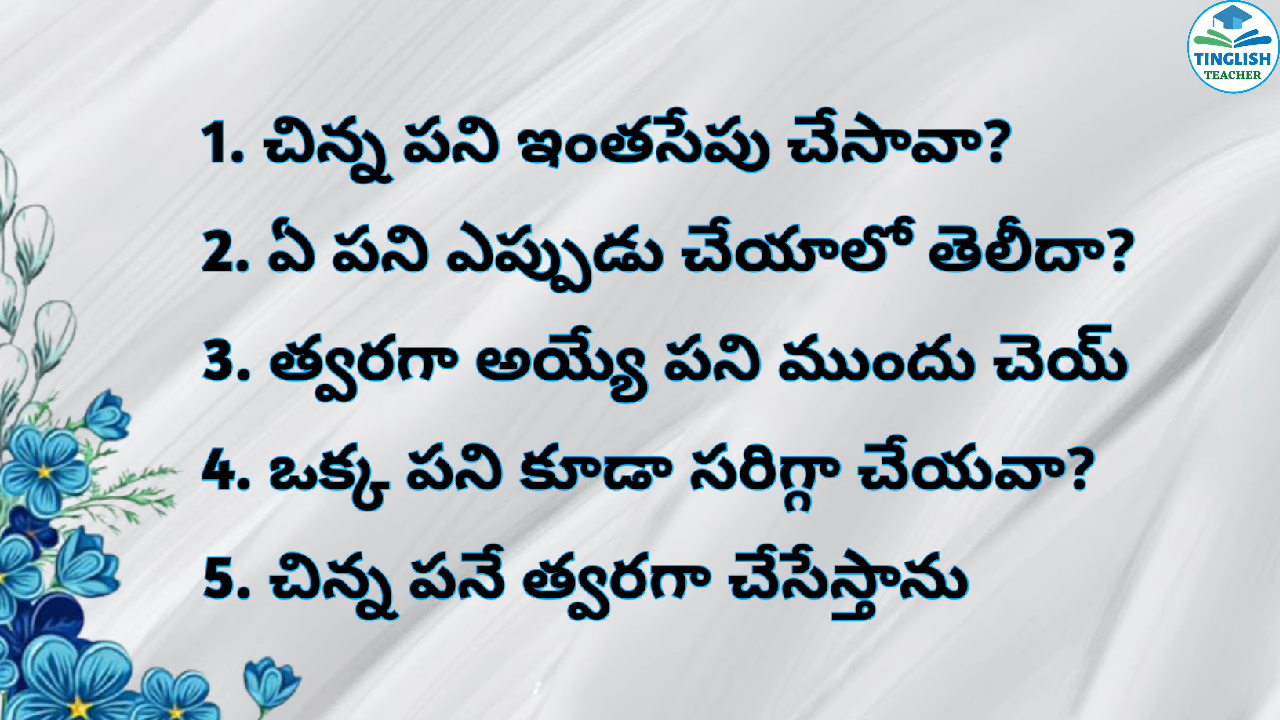 TINGLISH
TEACHER
1. చిన్న పని ఇంతసేపు చేసావా?
2. ఏ పని ఎప్పుడు చేయాలో తెలీదా?
3. త్వరగా అయ్యే పని ముందు చెయ్
4. ఒక్క పని కూడా సరిగ్గా చేయవా?
5. చిన్న పనే త్వరగా చేసేస్తాను